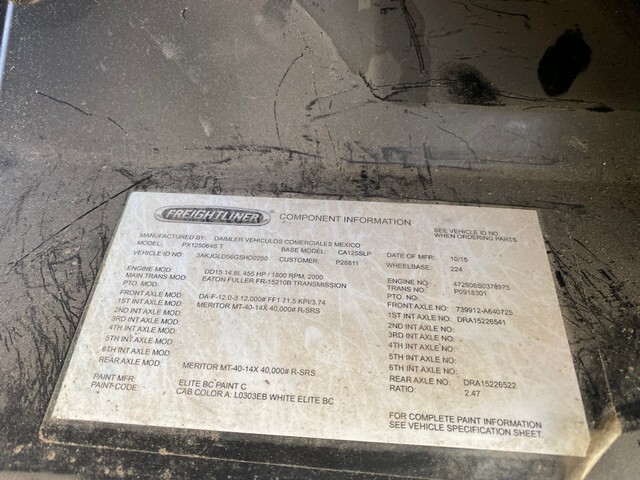 FREIGHTLINER COMPONENT INFORMATION
SEE VEHICLE ID NO
WHEN ORDERING PARTS
MANUFACTURED BY: DAIMLER VEHICULOS COMERCIALES MEXICO
MODEL: PX125064S T BASE MODEL: CA125SLP DATE OF MFR: 10/15
VEHICLE ID NO: CUSTOMER: P26811 WHEELBASE: 224
ENGINE MOD: DD15 14.8L 455 HP / 1800 RPM, 2000 ENGINE NO: 472906S0378975
MAIN TRANS MOD: EATON FULLER FR-15210B TRANSMISSION TRANS NO: P0918301
PTO. MOD: PTO. NO:
FRONT AXLE MOD: DA-F-12.0-3 12,000# FF1 71.5 KPI/3.74 FRONT AXLE NO: 739912-A640725
1ST INT AXLE MOD: MERITOR MT-40-14X 40,000# R-SRS 1ST INT AXLE NO: DRA15226541
2ND INT AXLE MOD: 2ND INT AXLE NO:
3RD INT AXLE MOD: 3RD INT AXLE NO:
4TH INT AXLE MOD: 4TH INT AXLE NO:
5TH INT AXLE MOD: 5TH INT AXLE NO:
6TH INT AXLE MOD: 6TH INT AXLE NO:
REAR AXLE MOD: MERITOR MT-40-14X 40,000# R-SRS REAR AXLE NO: DRA15226522
RATIO: 2.47
PAINT MFR: ELITE BC PAINT C
PAINT CODE: CAB COLOR A: L0303EB WHITE ELITE BC
FOR COMPLETE PAINT INFORMATION
SEE VEHICLE SPECIFICATION SHEET.